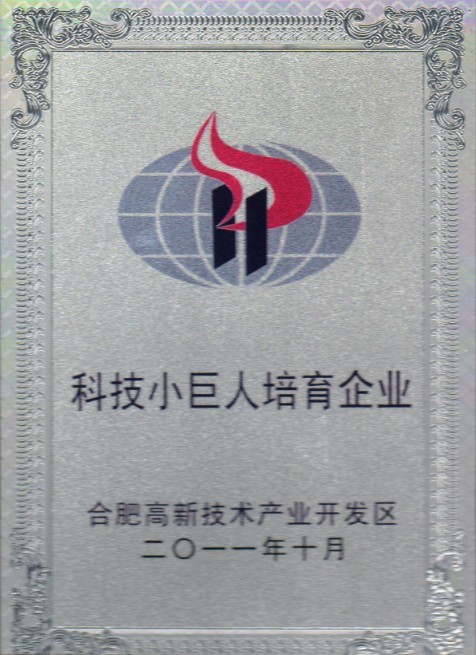 科技小巨人培育企业
合肥高新技术产业开发区
二〇一一年十月